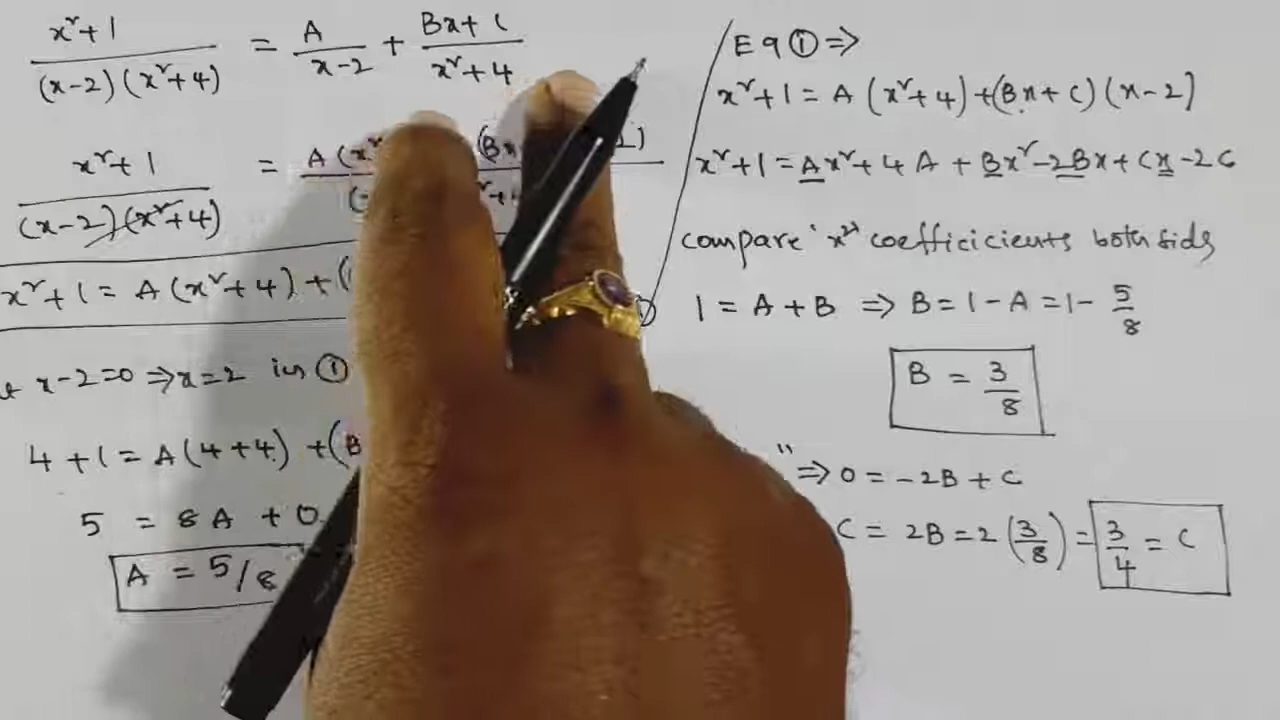 x²+1 / (x-2)(x²+4) = A / x-2 + Bx+C / x²+4
x²+1 / (x-2)(x²+4) = A(x²
x²+1 = A(x²+4)+(
x-2=0 ⇒ x=2 in ①
4+1 = A(4+4) +(B
5 = 8A + 0
A = 5/8
Eq ① ⇒
x²+1 = A (x²+4)+(Bx+C)(x-2)
x²+1 = Ax²+4A + Bx²-2Bx+Cx-2C
compare 'x²' coefficicients both sids
1 = A+B ⇒ B=1-A=1- 5/8
B = 3/8
" ⇒ 0 = -2B + C
C = 2B = 2(3/8) = 3/4 = C